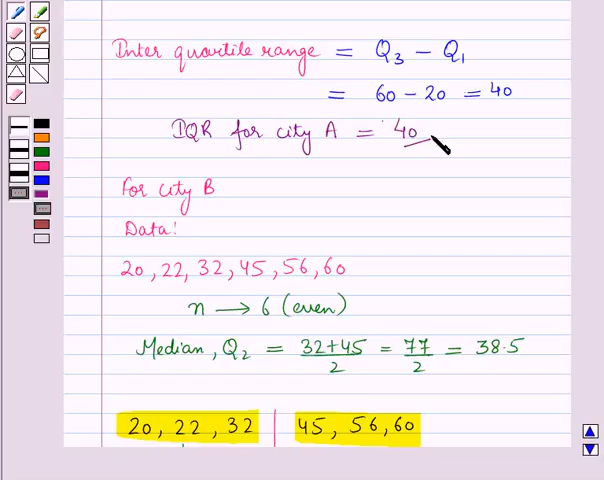 Inter quartile range = Q3 − Q1
= 60 − 20 = 40
IQR for city A = 40
For city B
Data:
20, 22, 32, 45, 56, 60
n ⟶ 6 (even)
Median, Q2 = 32+45/2 = 77/2 = 38.5
20, 22, 32 | 45, 56, 60